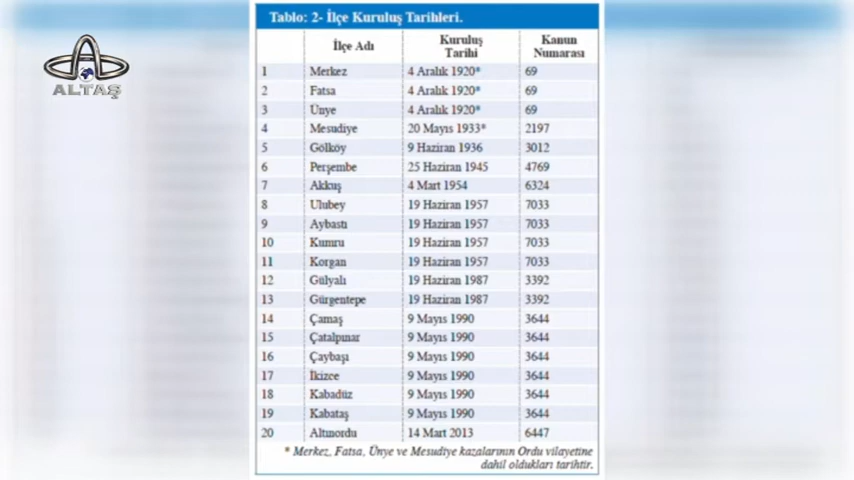 ALTAŞ
Tablo: 2- İlçe Kuruluş Tarihleri.
İlçe Adı Kuruluş Tarihi Kanun Numarası
1 Merkez 4 Aralık 1920* 69
2 Fatsa 4 Aralık 1920* 69
3 Ünye 4 Aralık 1920* 69
4 Mesudiye 20 Mayıs 1933* 2197
5 Gölköy 9 Haziran 1936 3012
6 Perşembe 25 Haziran 1945 4769
7 Akkuş 4 Mart 1954 6324
8 Ulubey 19 Haziran 1957 7033
9 Aybastı 19 Haziran 1957 7033
10 Kumru 19 Haziran 1957 7033
11 Korgan 19 Haziran 1957 7033
12 Gülyalı 19 Haziran 1987 3392
13 Gürgentepe 19 Haziran 1987 3392
14 Çamaş 9 Mayıs 1990 3644
15 Çatalpınar 9 Mayıs 1990 3644
16 Çaybaşı 9 Mayıs 1990 3644
17 İkizce 9 Mayıs 1990 3644
18 Kabadüz 9 Mayıs 1990 3644
19 Kabataş 9 Mayıs 1990 3644
20 Altınordu 14 Mart 2013 6447
* Merkez, Fatsa, Ünye ve Mesudiye kazalarının Ordu vilayetine
dahil oldukları tarihtir.